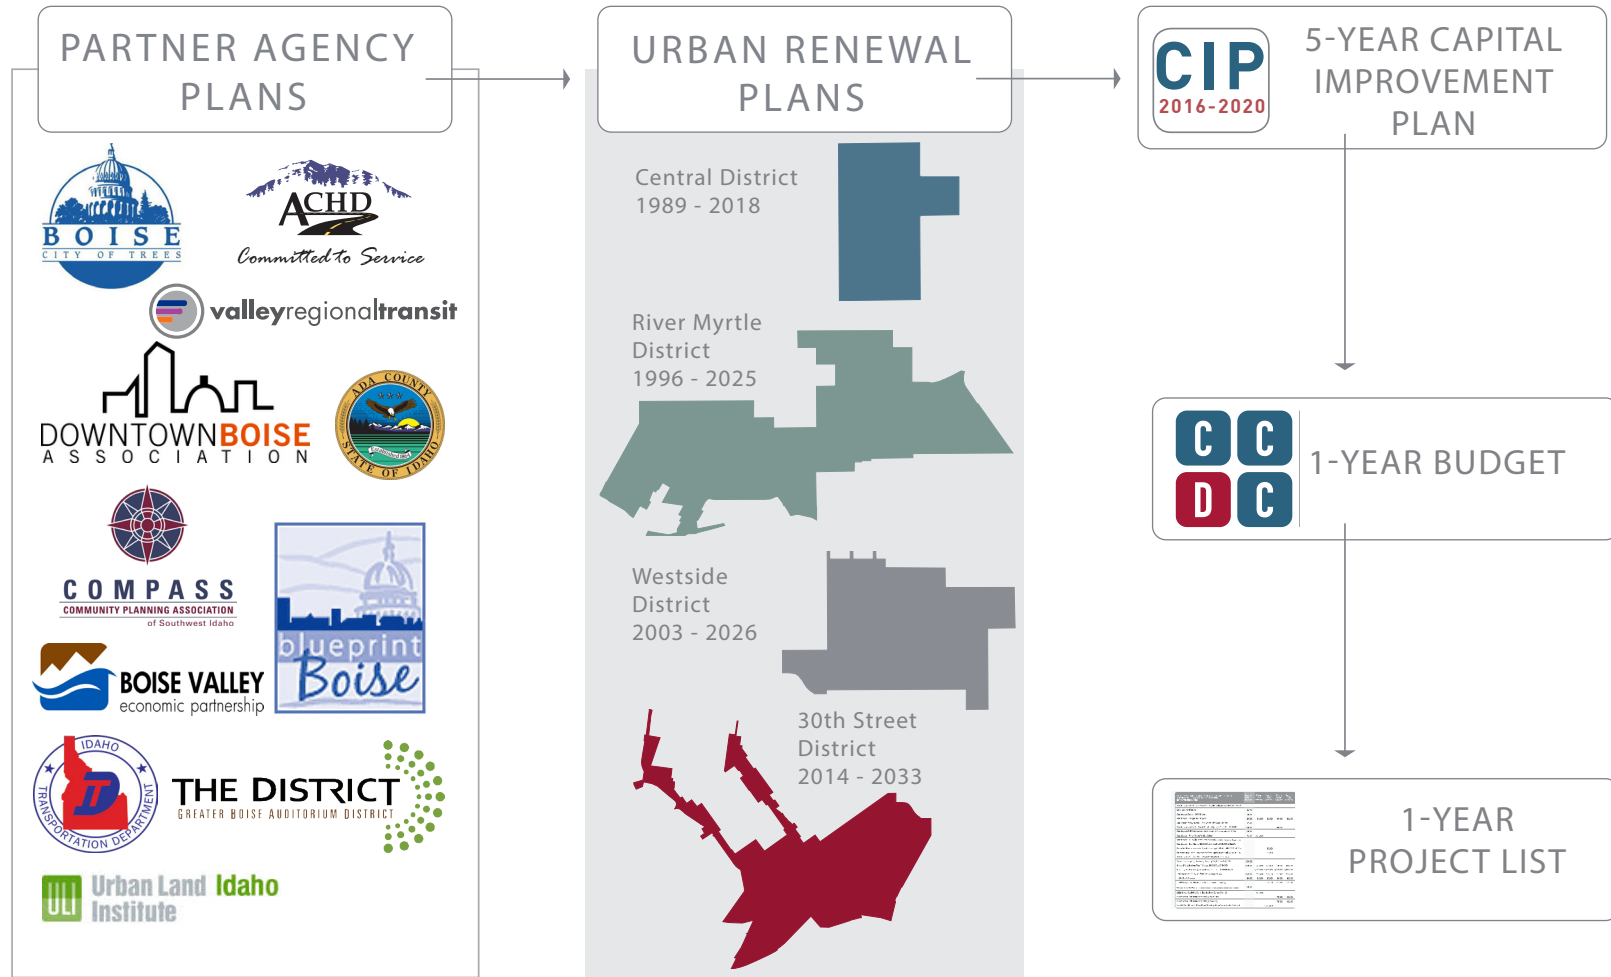 PARTNER AGENCY
PLANS
BOISE
CITY OF TREES
ACHD
Committed to Service
valleyregionaltransit
DOWNTOWNBOISE
ASSOCIATION
ADA COUNTY
STATE OF IDAHO
COMPASS
COMMUNITY PLANNING ASSOCIATION
of Southwest Idaho
blueprint
Boise
BOISE VALLEY
economic partnership
IDAHO
IT D
TRANSPORTATION DEPARTMENT
THE DISTRICT
GREATER BOISE AUDITORIUM DISTRICT
ULI
Urban Land Idaho
Institute
URBAN RENEWAL
PLANS
Central District
1989 - 2018
River Myrtle
District
1996 - 2025
Westside
District
2003 - 2026
30th Street
District
2014 - 2033
CIP
2016-2020
5-YEAR CAPITAL
IMPROVEMENT
PLAN
C C
D C
1-YEAR BUDGET
1-YEAR
PROJECT LIST